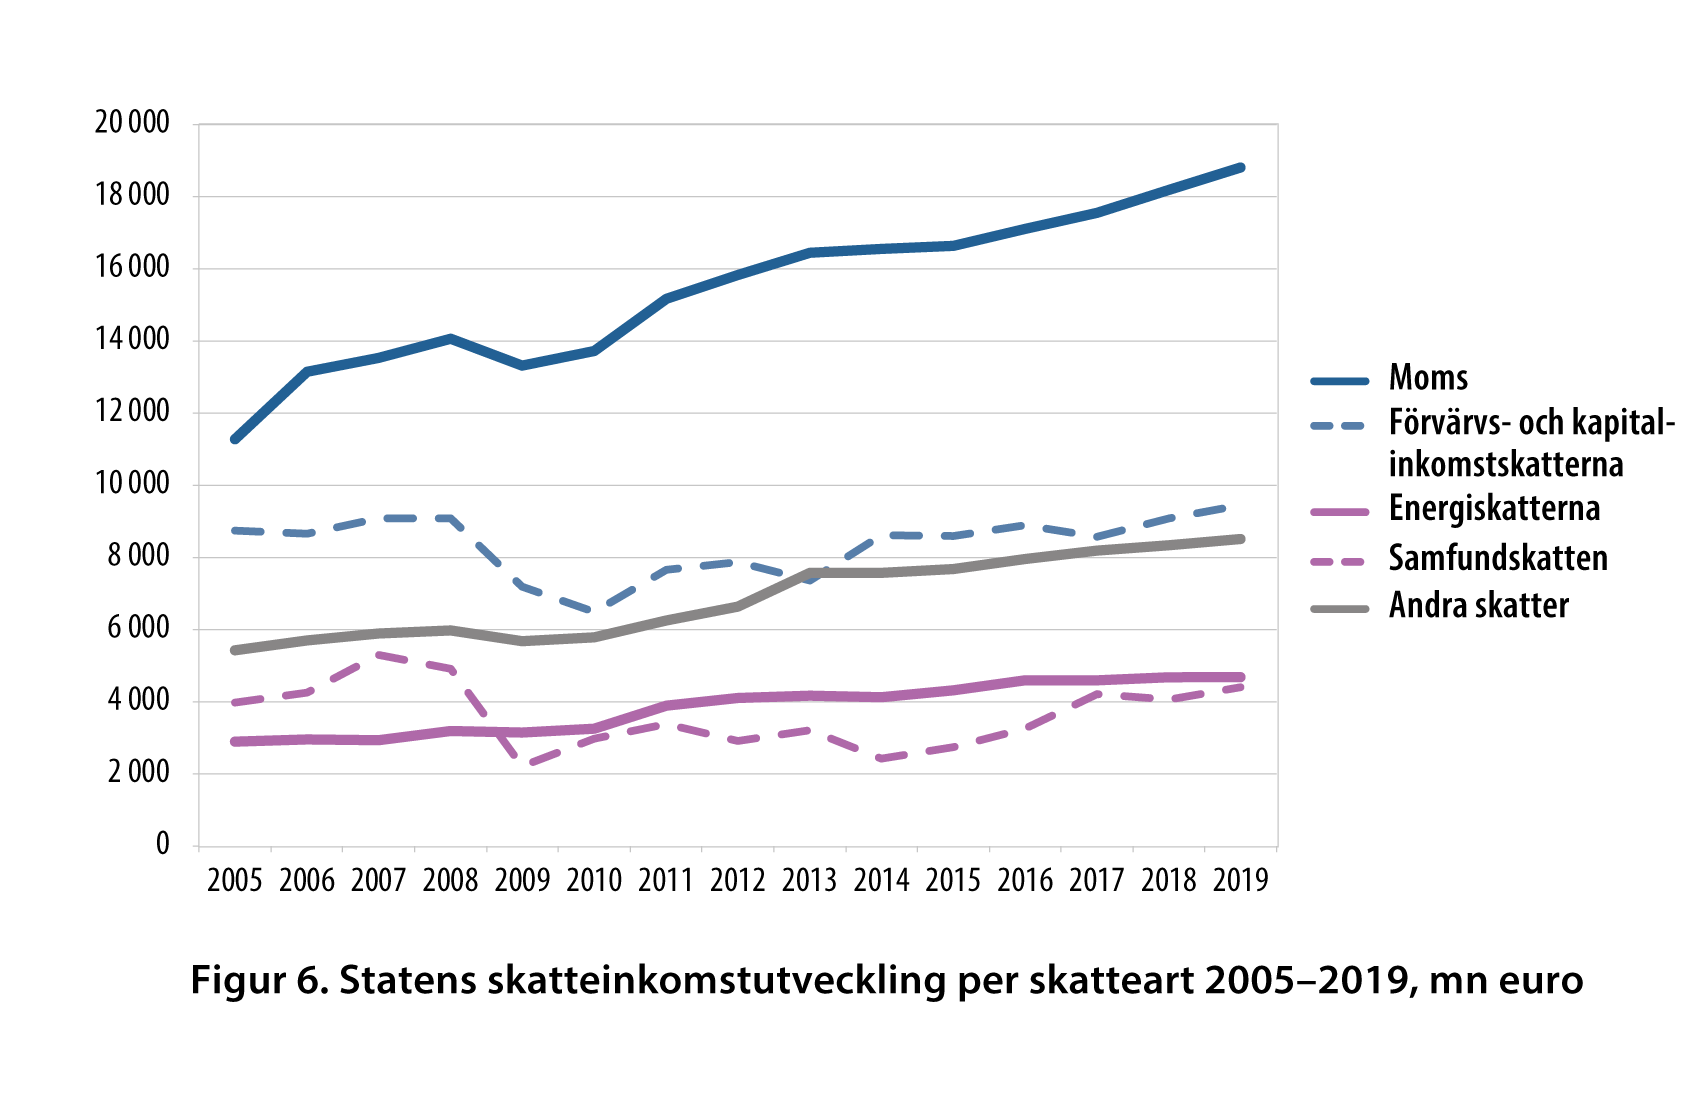 20 000
18 000
16 000
14 000
12 000
10 000
8 000
6 000
4 000
2 000
0
2005 2006 2007 2008 2009 2010 2011 2012 2013 2014 2015 2016 2017 2018 2019
Moms
Förvärvs- och kapital-
inkomstskatterna
Energiskatterna
Samfundskatten
Andra skatter
Figur 6. Statens skatteinkomstutveckling per skatteart 2005–2019, mn euro